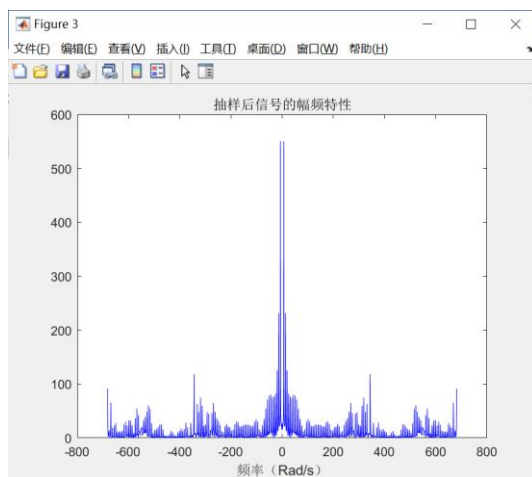 Figure 3
文件(F) 编辑(E) 查看(V) 插入(I) 工具(T) 桌面(D) 窗口(W) 帮助(H)
抽样后信号的幅频特性
600
500
400
300
200
100
0
-800 -600 -400 -200 0 200 400 600 800
频率（Rad/s）